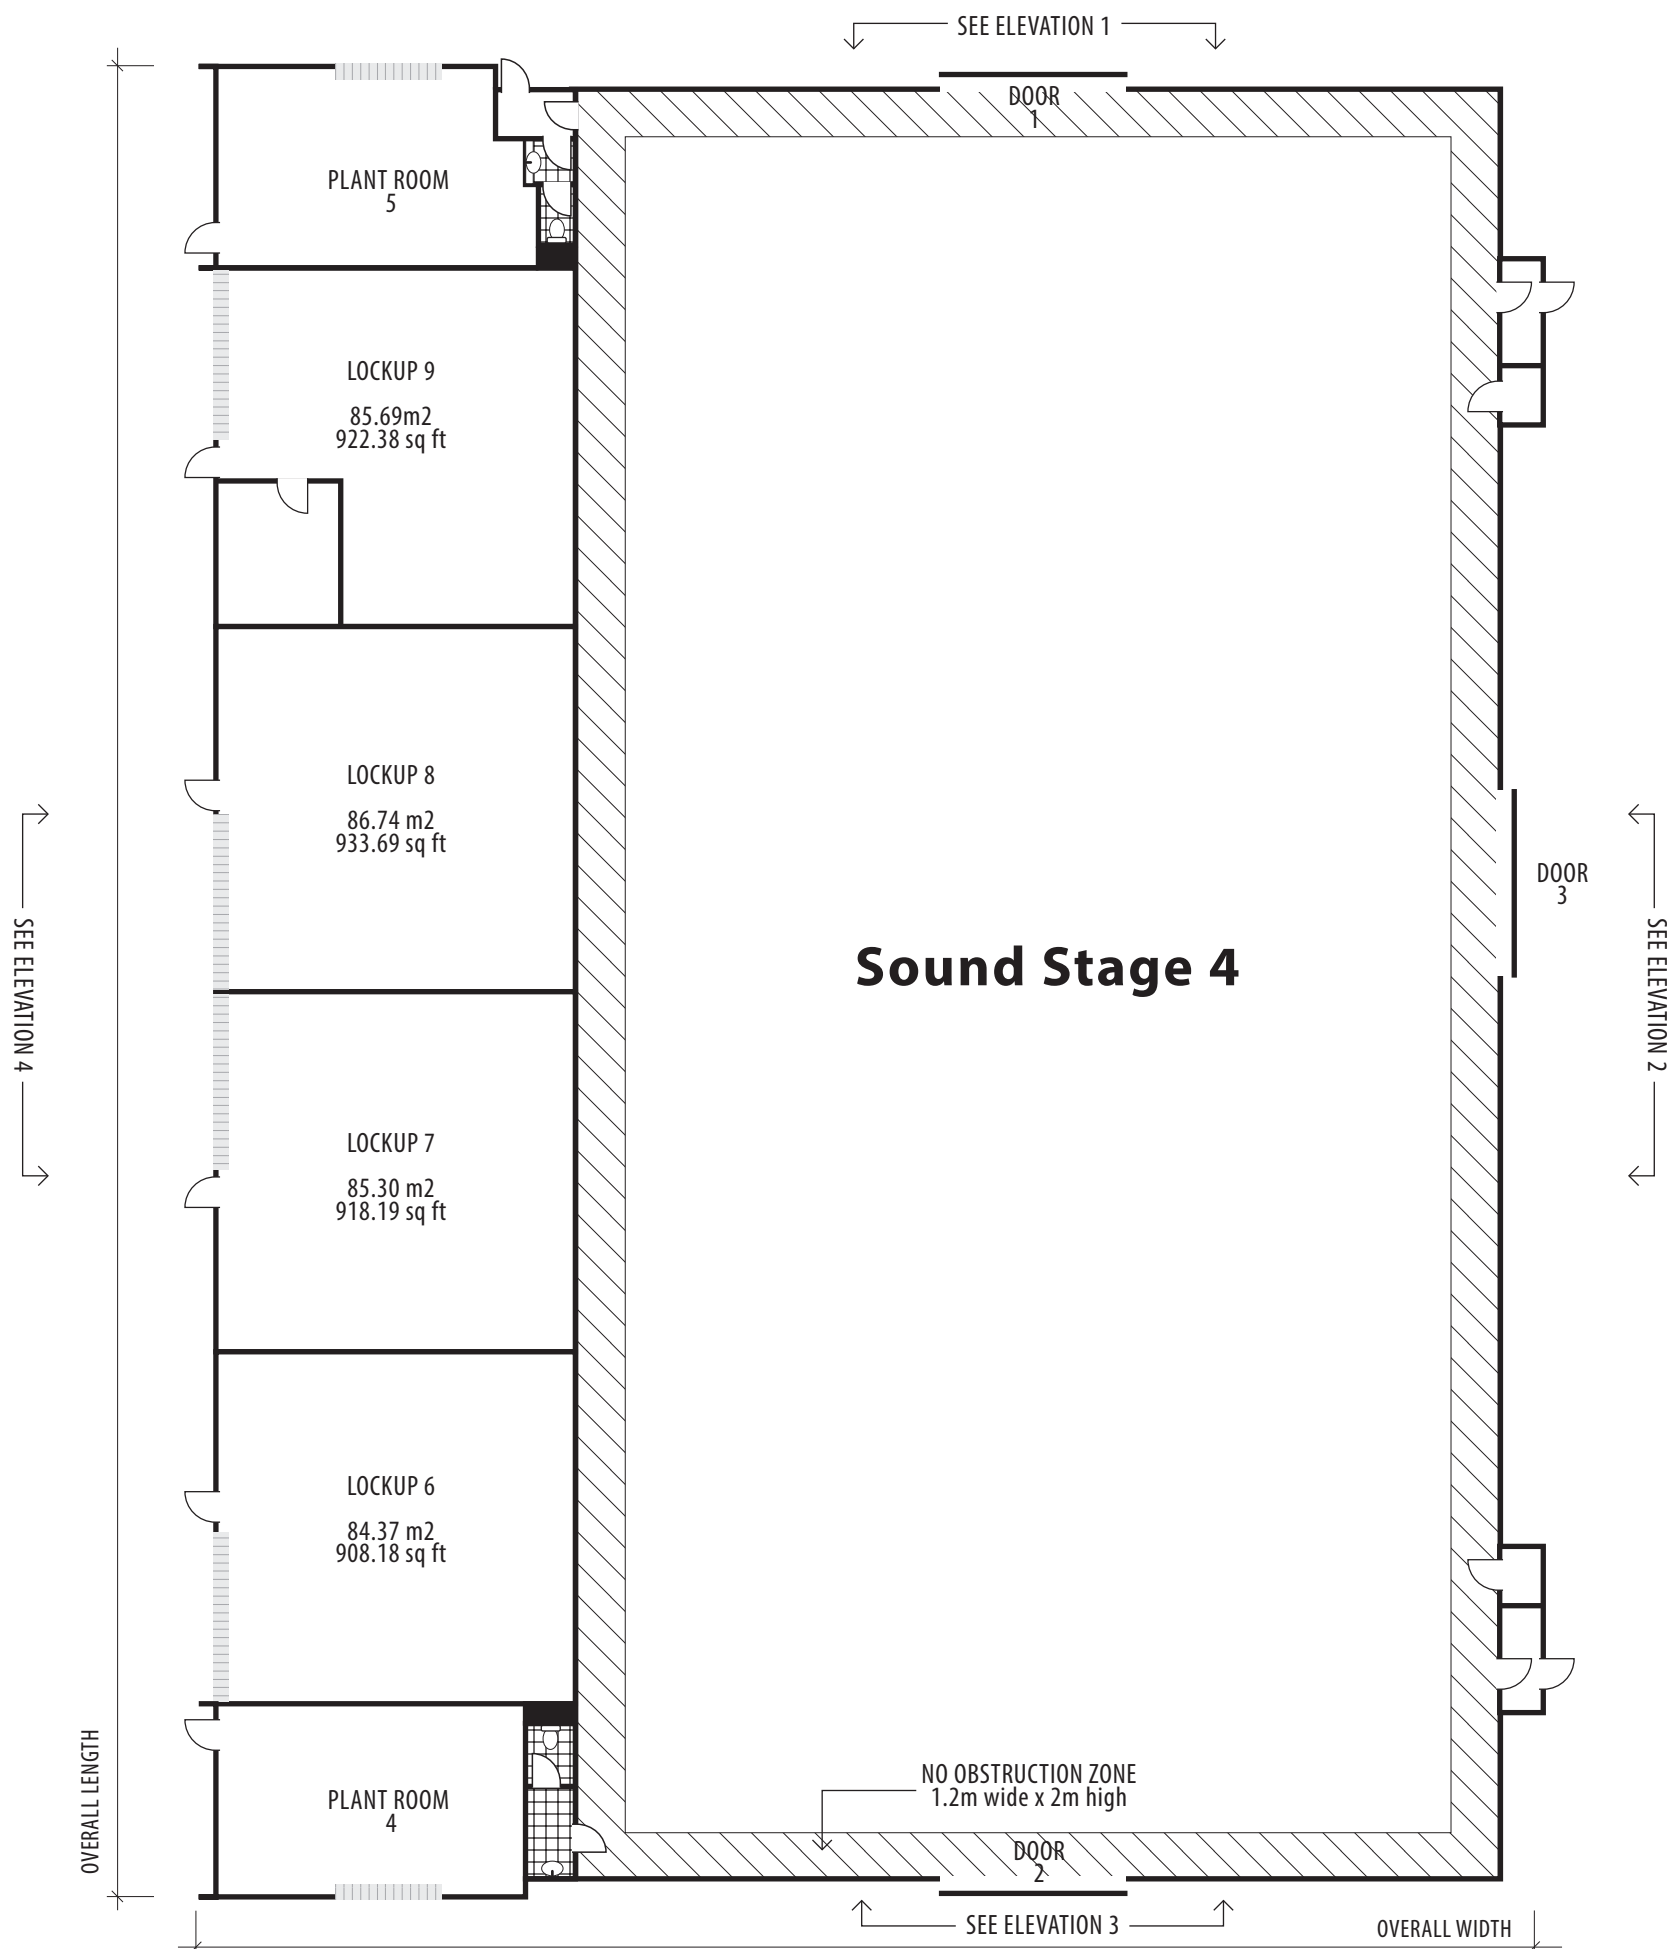 SEE ELEVATION 1
DOOR
1
PLANT ROOM
5
LOCKUP 9
85.69m2
922.38 sq ft
LOCKUP 8
86.74 m2
933.69 sq ft
DOOR
3
SEE ELEVATION 4
Sound Stage 4
SEE ELEVATION 2
LOCKUP 7
85.30 m2
918.19 sq ft
LOCKUP 6
84.37 m2
908.18 sq ft
OVERALL LENGTH
PLANT ROOM
4
NO OBSTRUCTION ZONE
1.2m wide x 2m high
DOOR
2
SEE ELEVATION 3
OVERALL WIDTH